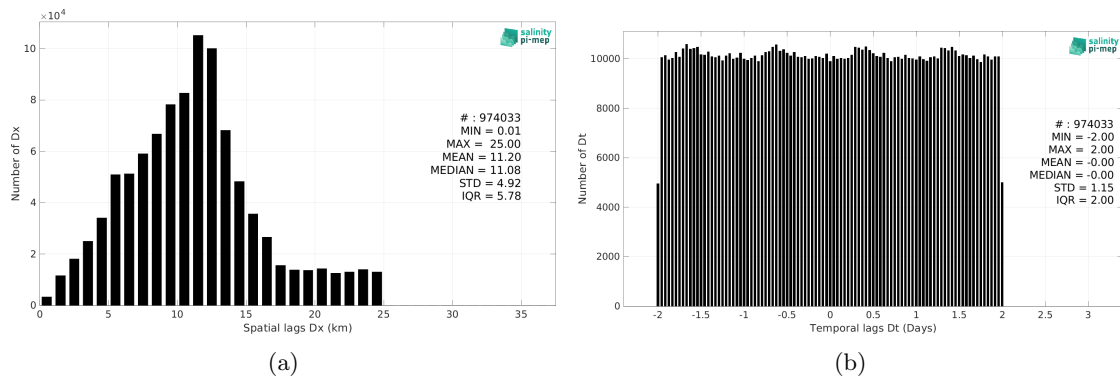 ×10⁴
10
8
6
4
2
0
Number of Dx
0 5 10 15 20 25 30 35
Spatial lags Dx (km)
salinity
pi-mep
# : 974033
MIN = 0.01
MAX = 25.00
MEAN = 11.20
MEDIAN = 11.08
STD = 4.92
IQR = 5.78
(a)
10000
8000
6000
4000
2000
0
Number of Dt
-2 -1.5 -1 -0.5 0 0.5 1 1.5 2 2.5 3
Temporal lags Dt (Days)
salinity
pi-mep
# : 974033
MIN = -2.00
MAX = 2.00
MEAN = -0.00
MEDIAN = -0.00
STD = 1.15
IQR = 2.00
(b)